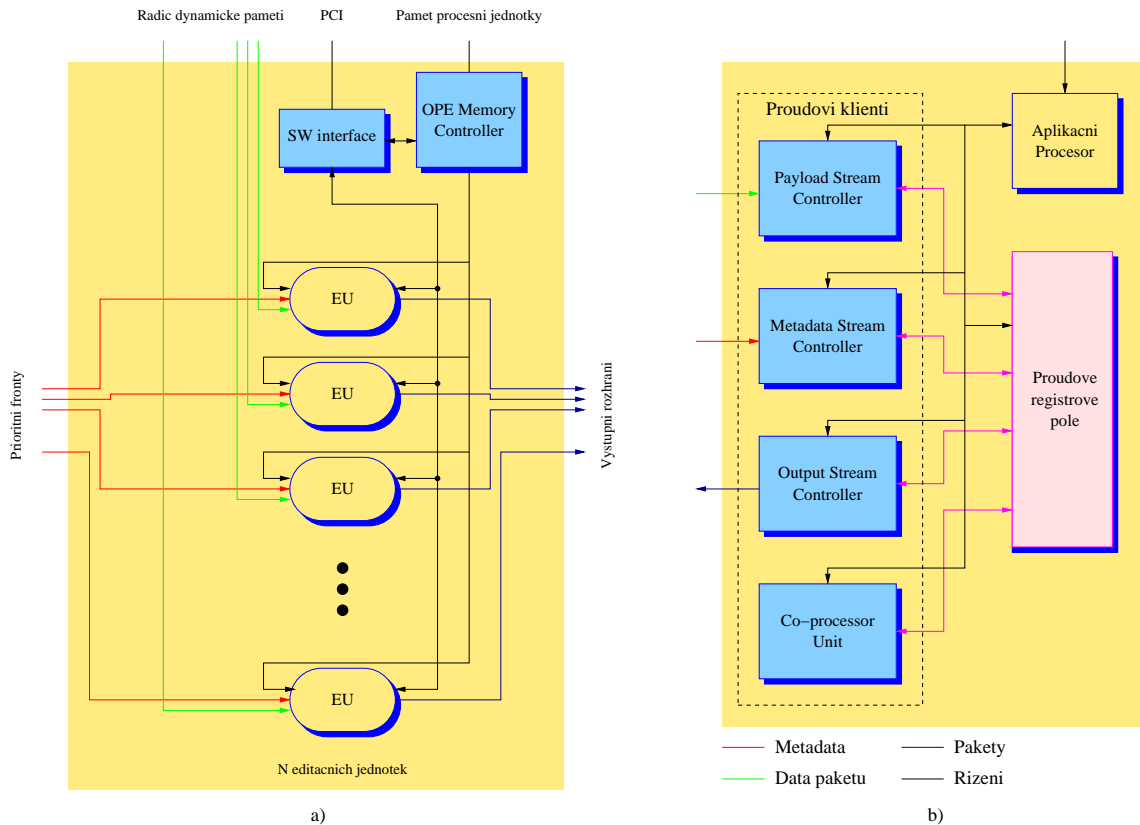 Radic dynamicke pameti
PCI
Pamet procesni jednotky
SW interface
OPE Memory
Controller
EU
EU
EU
EU
Prioritni fronty
Vystupni rozhrani
N editacnich jednotek
a)
Proudovi klienti
Payload Stream
Controller
Metadata Stream
Controller
Output Stream
Controller
Co−processor
Unit
Aplikacni
Procesor
Proudove
registrove
pole
Metadata
Pakety
Data paketu
Rizeni
b)